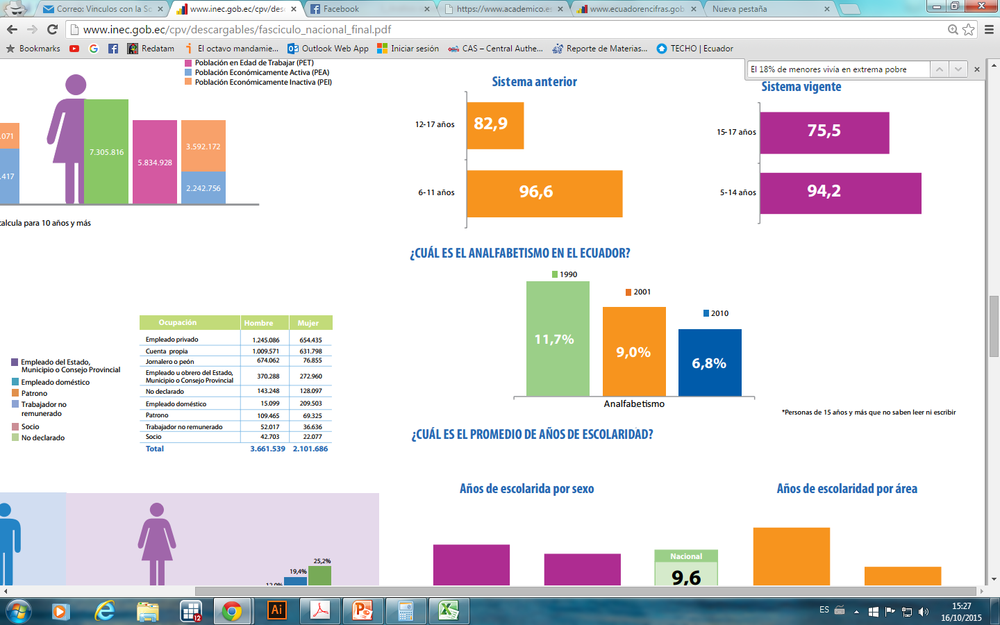 Correo: Vinculos con la Sc
www.inec.gob.ec/cpv/des
Facebook
https://www.academico.es
www.ecuadorencifras.gob
Nueva pestaña
www.inec.gob.ec/cpv/descargables/fasciculo_nacional_final.pdf
Bookmarks
Redatam
El octavo mandamie...
Outlook Web App
Iniciar sesión
CAS – Central Authe...
Reporte de Materias...
TECHO | Ecuador
El 18% de menores vivía en extrema pobre
Población en Edad de Trabajar (PET)
Población Económicamente Activa (PEA)
Población Económicamente Inactiva (PEI)
.071
.417
7.305.816
5.834.928
3.592.172
2.242.756
calcula para 10 años y más
Sistema anterior
12-17 años
82,9
6-11 años
96,6
Sistema vigente
15-17 años
75,5
5-14 años
94,2
¿CUÁL ES EL ANALFABETISMO EN EL ECUADOR?
1990
2001
2010
11,7%
9,0%
6,8%
Analfabetismo
*Personas de 15 años y más que no saben leer ni escribir
Empleado del Estado,
Municipio o Consejo Provincial
Empleado doméstico
Patrono
Trabajador no
remunerado
Socio
No declarado
Ocupación Hombre Mujer
Empleado privado 1.245.086 654.435
Cuenta propia 1.009.571 631.798
Jornalero o peón 674.062 76.855
Empleado u obrero del Estado,
Municipio o Consejo Provincial 370.288 272.960
No declarado 143.248 128.097
Empleado doméstico 15.099 209.503
Patrono 109.465 69.325
Trabajador no remunerado 52.017 36.636
Socio 42.703 22.077
Total 3.661.539 2.101.686
¿CUÁL ES EL PROMEDIO DE AÑOS DE ESCOLARIDAD?
Años de escolarida por sexo
Años de escolaridad por área
Nacional
9,6
12,0%
19,4%
25,2%
12
Ai
ES
15:27
16/10/2015